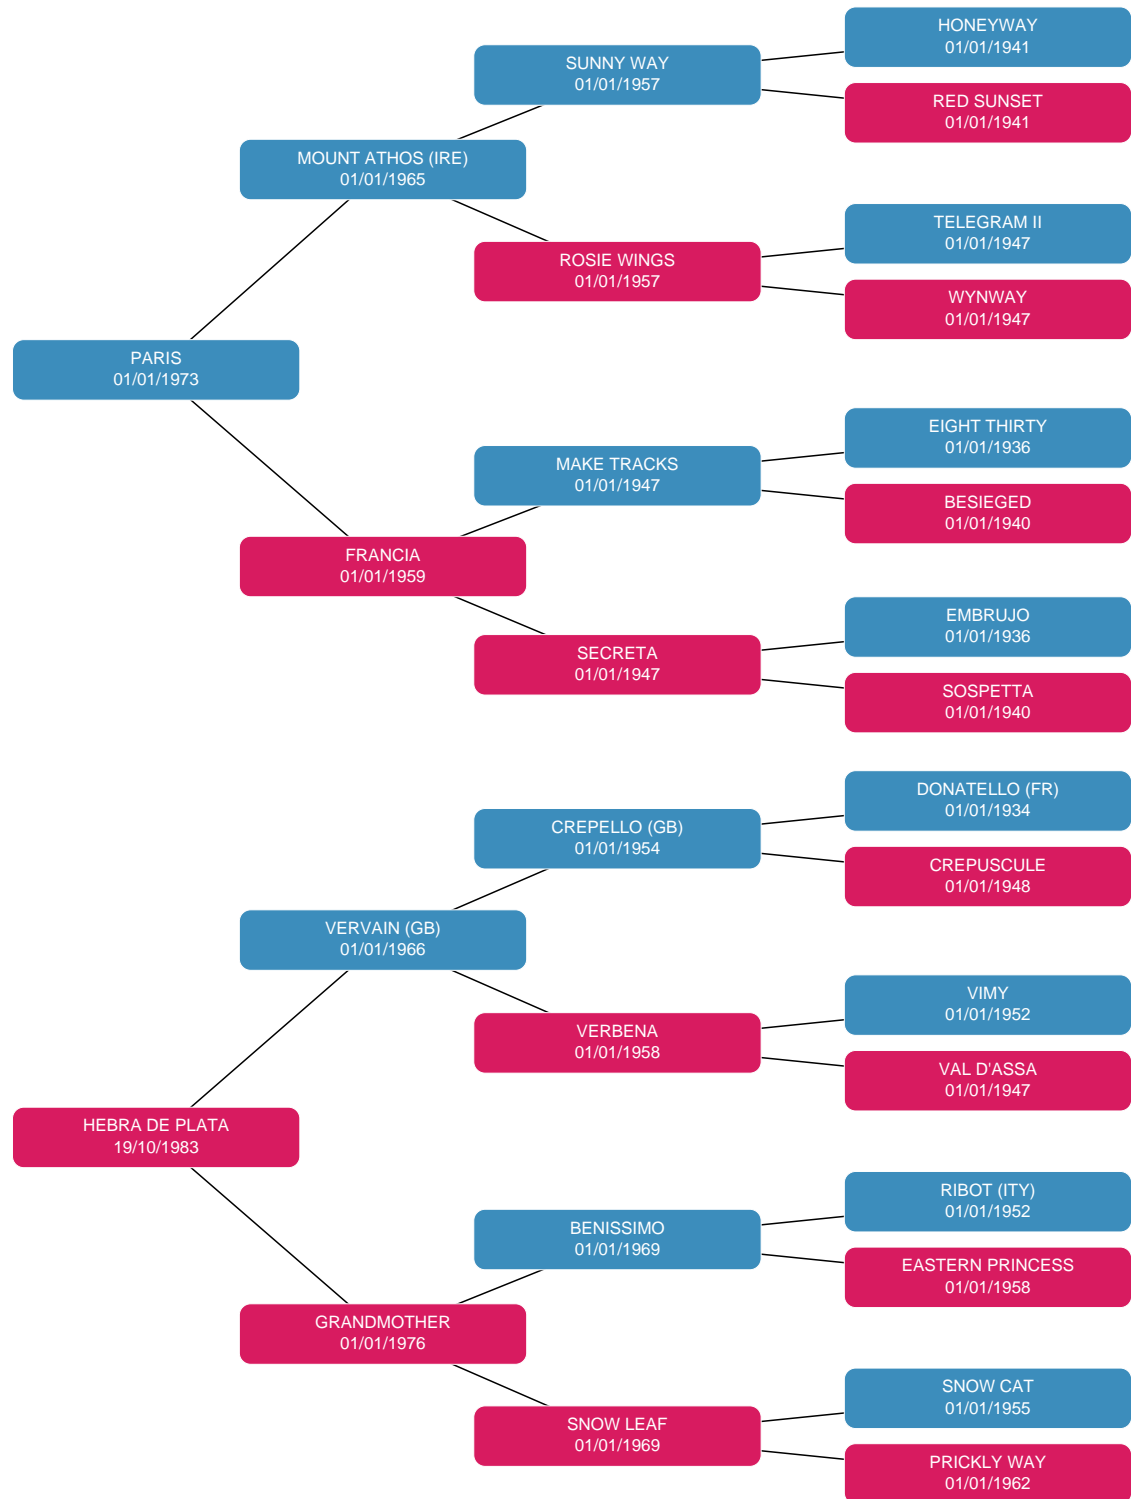 HONEYWAY
01/01/1941
SUNNY WAY
01/01/1957
RED SUNSET
01/01/1941
MOUNT ATHOS (IRE)
01/01/1965
TELEGRAM II
01/01/1947
ROSIE WINGS
01/01/1957
WYNWAY
01/01/1947
PARIS
01/01/1973
EIGHT THIRTY
01/01/1936
MAKE TRACKS
01/01/1947
BESIEGED
01/01/1940
FRANCIA
01/01/1959
EMBRUJO
01/01/1936
SECRETA
01/01/1947
SOSPETTA
01/01/1940
DONATELLO (FR)
01/01/1934
CREPELLO (GB)
01/01/1954
CREPUSCULE
01/01/1948
VERVAIN (GB)
01/01/1966
VIMY
01/01/1952
VERBENA
01/01/1958
VAL D'ASSA
01/01/1947
HEBRA DE PLATA
19/10/1983
RIBOT (ITY)
01/01/1952
BENISSIMO
01/01/1969
EASTERN PRINCESS
01/01/1958
GRANDMOTHER
01/01/1976
SNOW CAT
01/01/1955
SNOW LEAF
01/01/1969
PRICKLY WAY
01/01/1962